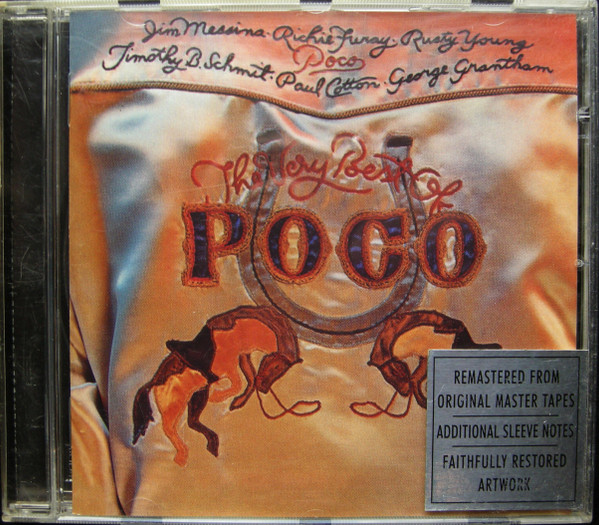 Jim Messina · Richie Furay · Rusty Young
Poco
Timothy B. Schmit · Paul Cotton · George Grantham
The Very Best Of
POCO
REMASTERED FROM
ORIGINAL MASTER TAPES
ADDITIONAL SLEEVE NOTES
FAITHFULLY RESTORED
ARTWORK